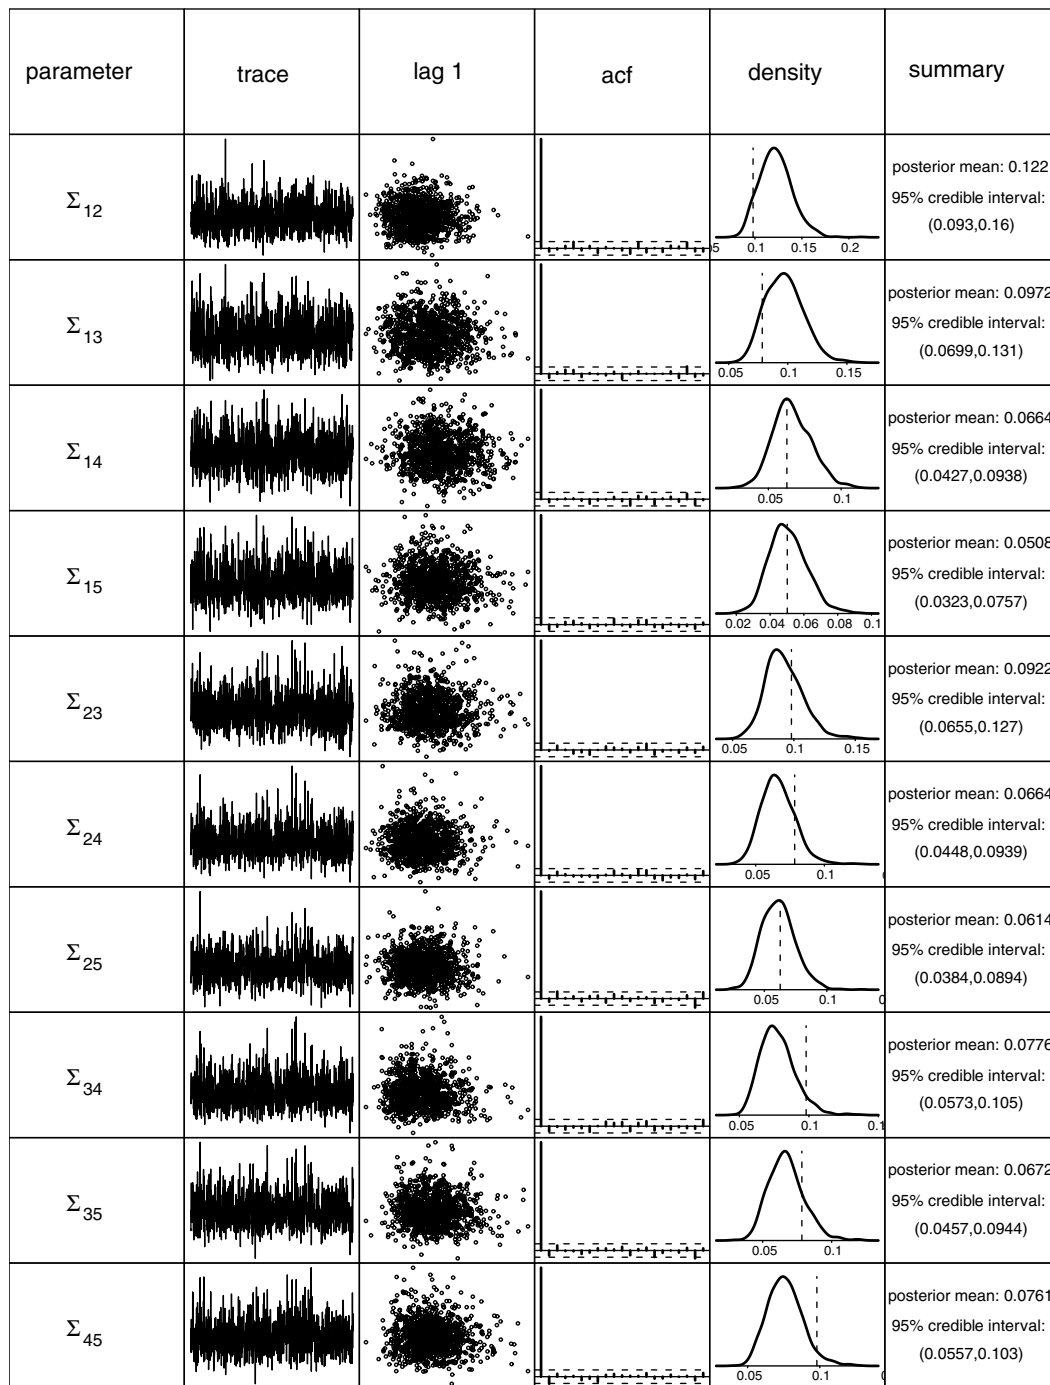 parameter trace lag 1 acf density summary
Σ12
5 0.1 0.15 0.2
posterior mean: 0.122
95% credible interval:
(0.093,0.16)
Σ13
0.05 0.1 0.15
posterior mean: 0.0972
95% credible interval:
(0.0699,0.131)
Σ14
0.05 0.1
posterior mean: 0.0664
95% credible interval:
(0.0427,0.0938)
Σ15
0.02 0.04 0.06 0.08 0.1
posterior mean: 0.0508
95% credible interval:
(0.0323,0.0757)
Σ23
0.05 0.1 0.15
posterior mean: 0.0922
95% credible interval:
(0.0655,0.127)
Σ24
0.05 0.1
posterior mean: 0.0664
95% credible interval:
(0.0448,0.0939)
Σ25
0.05 0.1
posterior mean: 0.0614
95% credible interval:
(0.0384,0.0894)
Σ34
0.05 0.1 0.1
posterior mean: 0.0776
95% credible interval:
(0.0573,0.105)
Σ35
0.05 0.1
posterior mean: 0.0672
95% credible interval:
(0.0457,0.0944)
Σ45
0.05 0.1
posterior mean: 0.0761
95% credible interval:
(0.0557,0.103)